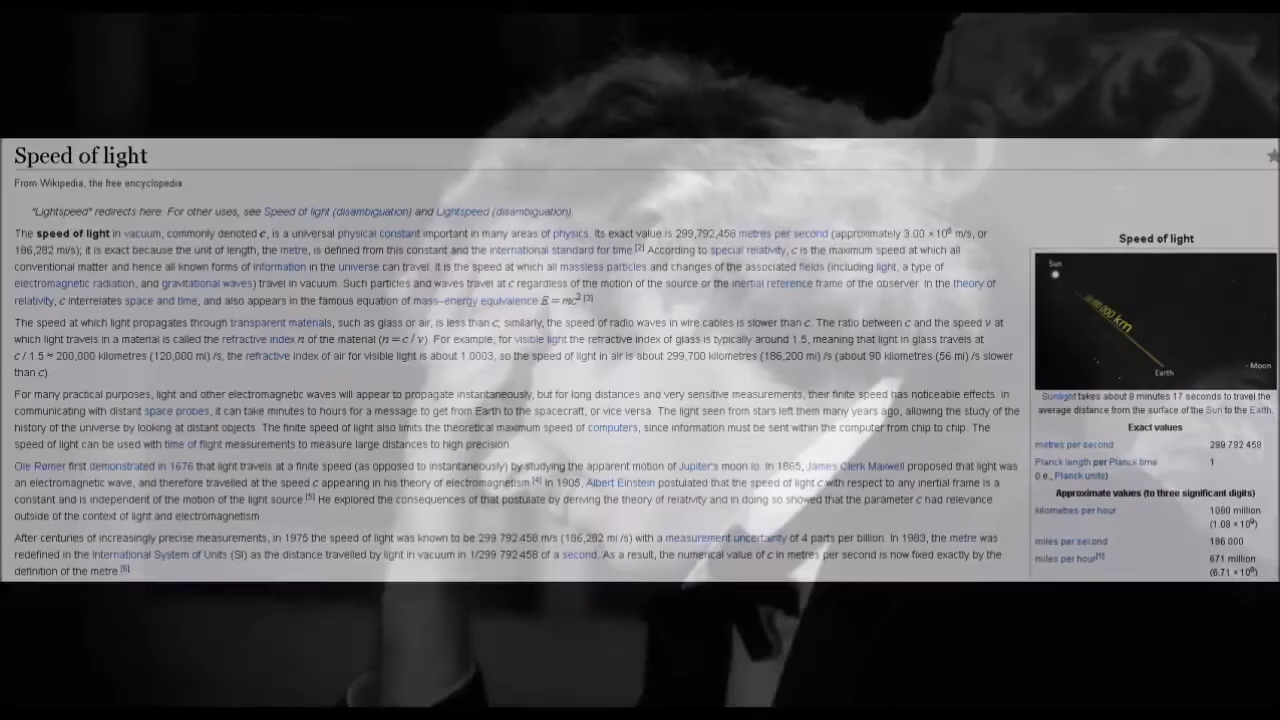 Speed of light
From Wikipedia, the free encyclopedia
"Lightspeed" redirects here. For other uses, see Speed of light (disambiguation) and Lightspeed (disambiguation).
The speed of light in vacuum, commonly denoted c, is a universal physical constant important in many areas of physics. Its exact value is 299,792,458 metres per second (approximately 3.00 ×10⁸ m/s, or
186,282 mi/s); it is exact because the unit of length, the metre, is defined from this constant and the international standard for time.[2] According to special relativity, c is the maximum speed at which all
conventional matter and hence all known forms of information in the universe can travel. It is the speed at which all massless particles and changes of the associated fields (including light, a type of
electromagnetic radiation, and gravitational waves) travel in vacuum. Such particles and waves travel at c regardless of the motion of the source or the inertial reference frame of the observer. In the theory of
relativity, c interrelates space and time, and also appears in the famous equation of mass–energy equivalence E = mc².[3]
The speed at which light propagates through transparent materials, such as glass or air, is less than c; similarly, the speed of radio waves in wire cables is slower than c. The ratio between c and the speed v at
which light travels in a material is called the refractive index n of the material (n = c / v). For example, for visible light the refractive index of glass is typically around 1.5, meaning that light in glass travels at
c / 1.5 ≈ 200,000 kilometres (120,000 mi) /s, the refractive index of air for visible light is about 1.0003, so the speed of light in air is about 299,700 kilometres (186,200 mi) /s (about 90 kilometres (56 mi) /s slower
than c).
For many practical purposes, light and other electromagnetic waves will appear to propagate instantaneously, but for long distances and very sensitive measurements, their finite speed has noticeable effects. In
communicating with distant space probes, it can take minutes to hours for a message to get from Earth to the spacecraft, or vice versa. The light seen from stars left them many years ago, allowing the study of the
history of the universe by looking at distant objects. The finite speed of light also limits the theoretical maximum speed of computers, since information must be sent within the computer from chip to chip. The
speed of light can be used with time of flight measurements to measure large distances to high precision.
Ole Rømer first demonstrated in 1676 that light travels at a finite speed (as opposed to instantaneously) by studying the apparent motion of Jupiter's moon Io. In 1865, James Clerk Maxwell proposed that light was
an electromagnetic wave, and therefore travelled at the speed c appearing in his theory of electromagnetism.[4] In 1905, Albert Einstein postulated that the speed of light c with respect to any inertial frame is a
constant and is independent of the motion of the light source.[5] He explored the consequences of that postulate by deriving the theory of relativity and in doing so showed that the parameter c had relevance
outside of the context of light and electromagnetism
After centuries of increasingly precise measurements, in 1975 the speed of light was known to be 299 792 458 m/s (186,282 mi /s) with a measurement uncertainty of 4 parts per billion. In 1983, the metre was
redefined in the International System of Units (SI) as the distance travelled by light in vacuum in 1/299 792 458 of a second. As a result, the numerical value of c in metres per second is now fixed exactly by the
definition of the metre.[6]
Speed of light
Sun
km
Earth
Moon
Sunlight takes about 8 minutes 17 seconds to travel the
average distance from the surface of the Sun to the Earth.
Exact values
metres per second 299 792 458
Planck length per Planck time 1
(i.e., Planck units)
Approximate values (to three significant digits)
kilometres per hour 1080 million
(1.08 ×10⁹)
miles per second 186 000
miles per hour[1] 671 million
(6.71 ×10⁸)